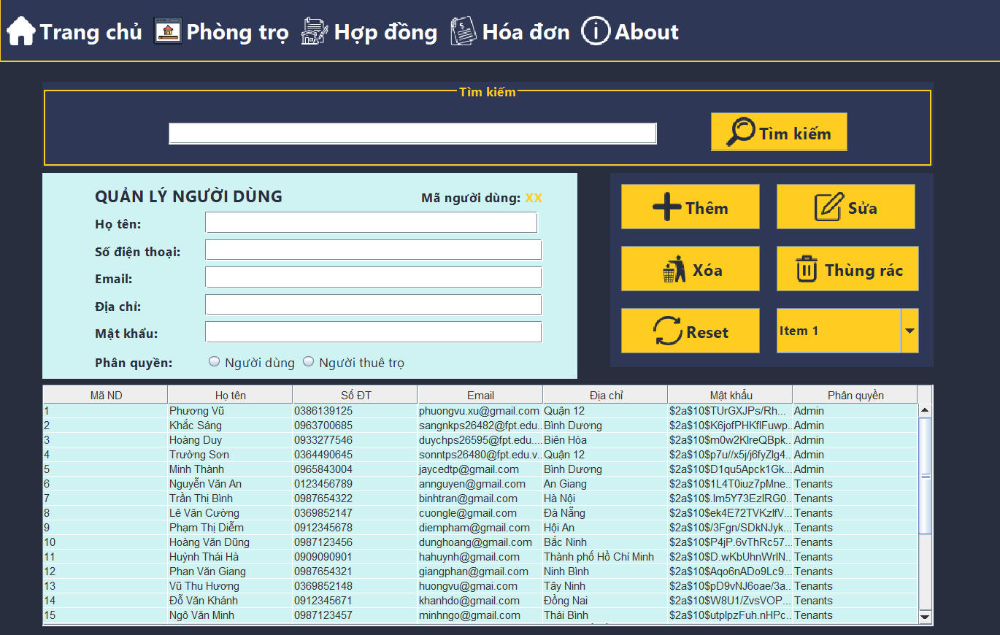 Trang chủ Phòng trọ Hợp đồng Hóa đơn About
Tìm kiếm
Tìm kiếm
QUẢN LÝ NGƯỜI DÙNG
Mã người dùng: XX
Họ tên:
Số điện thoại:
Email:
Địa chỉ:
Mật khẩu:
Phân quyền: Người dùng Người thuê trọ
Thêm Sửa
Xóa Thùng rác
Reset Item 1
Mã ND Họ tên Số ĐT Email Địa chỉ Mật khẩu Phân quyền
1 Phương Vũ 0386139125 phuongvu.xu@gmail.com Quận 12 $2a$10$TUrGXJPs/Rh... Admin
2 Khắc Sáng 0963700685 sangnkps26482@fpt.edu... Bình Dương $2a$10$K6jofPHKflFuwp... Admin
3 Hoàng Duy 0933277546 duychps26595@fpt.edu.... Biên Hòa $2a$10$m0w2KlreQBpk... Admin
4 Trường Sơn 0364490645 sonntps26480@fpt.edu.v... Quận 12 $2a$10$p7u//x5j/j6fyZlg4... Admin
5 Minh Thành 0965843004 jaycedtp@gmail.com Bình Dương $2a$10$D1qu5Apck1Gk... Admin
6 Nguyễn Văn An 0123456789 annguyen@gmail.com An Giang $2a$10$1L4T0iuz7pMne... Tenants
7 Trần Thị Bình 0987654322 binhtran@gmail.com Hà Nội $2a$10$.Im5Y73EzIRG0... Tenants
8 Lê Văn Cường 0369852147 cuongle@gmail.com Đà Nẵng $2a$10$ek4E72TVKzlfV... Tenants
9 Phạm Thị Diễm 0912345678 diempham@gmail.com Hội An $2a$10$/3Fgn/SDkNJyk... Tenants
10 Hoàng Văn Dũng 0987123456 dunghoang@gmail.com Bắc Ninh $2a$10$P4jP.6vThRc57... Tenants
11 Huỳnh Thái Hà 0909090901 hahuynh@gmail.com Thành phố Hồ Chí Minh $2a$10$D.wKbUhnWrIN... Tenants
12 Phan Văn Giang 0987654321 giangphan@gmail.com Ninh Bình $2a$10$Aqo6nADo9Lc9... Tenants
13 Vũ Thu Hương 0369852148 huongvu@gmai.com Tây Ninh $2a$10$pD9vNJ6oae/3a... Tenants
14 Đỗ Văn Khánh 0912345671 khanhdo@gmail.com Đồng Nai $2a$10$W8U1/ZvsVOP... Tenants
15 Ngô Văn Minh 0987123457 minhngo@gmail.com Thái Bình $2a$10$utplpzFuh.nHPc... Tenants